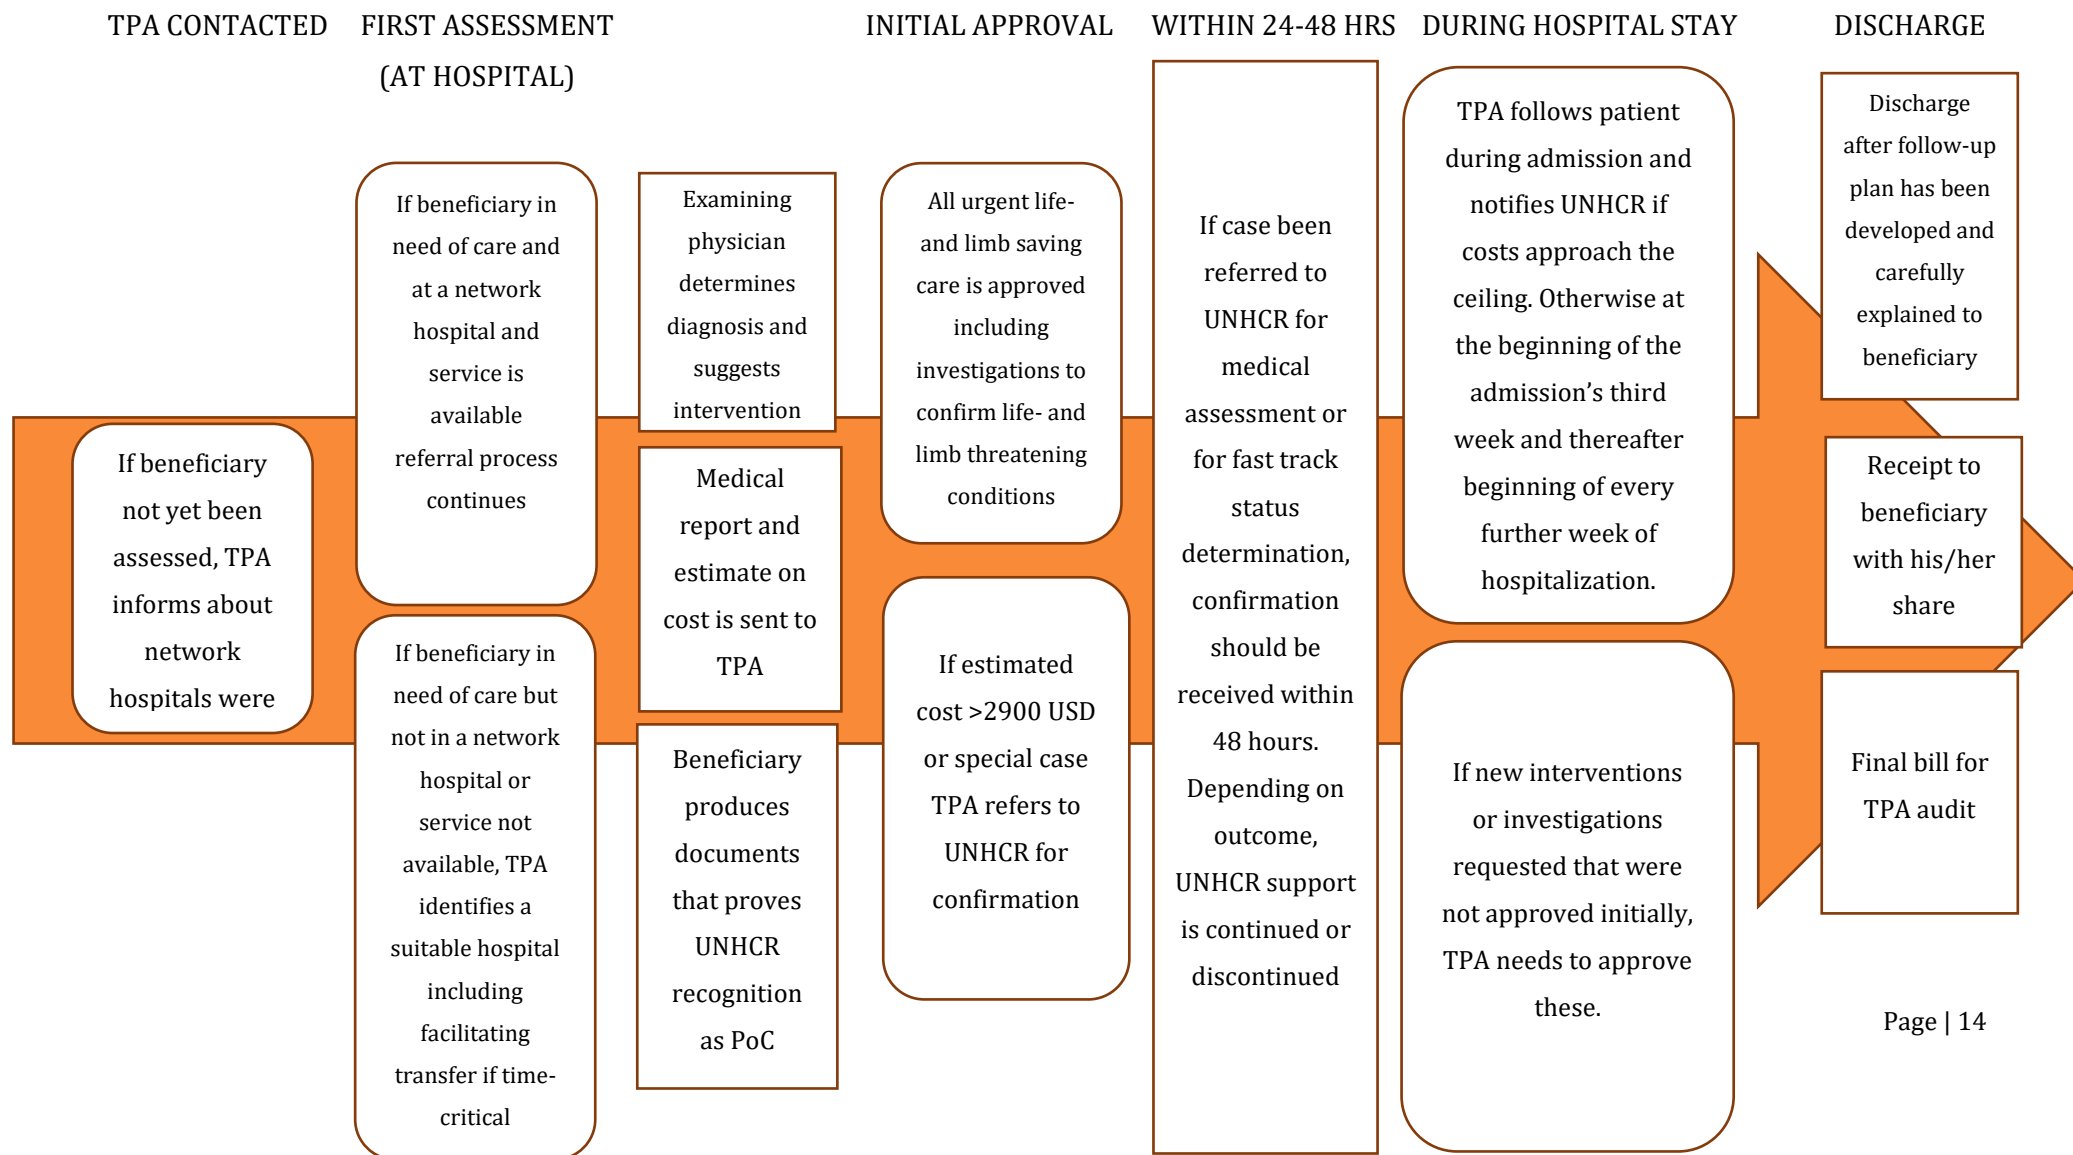 TPA CONTACTED
FIRST ASSESSMENT
(AT HOSPITAL)
INITIAL APPROVAL
WITHIN 24-48 HRS
DURING HOSPITAL STAY
DISCHARGE
If beneficiary
not yet been
assessed, TPA
informs about
network
hospitals were
If beneficiary in
need of care and
at a network
hospital and
service is
available
referral process
continues
If beneficiary in
need of care but
not in a network
hospital or
service not
available, TPA
identifies a
suitable hospital
including
facilitating
transfer if time-
critical
Examining
physician
determines
diagnosis and
suggests
intervention
Medical
report and
estimate on
cost is sent to
TPA
Beneficiary
produces
documents
that proves
UNHCR
recognition
as PoC
All urgent life-
and limb saving
care is approved
including
investigations to
confirm life- and
limb threatening
conditions
If estimated
cost >2900 USD
or special case
TPA refers to
UNHCR for
confirmation
If case been
referred to
UNHCR for
medical
assessment or
for fast track
status
determination,
confirmation
should be
received within
48 hours.
Depending on
outcome,
UNHCR support
is continued or
discontinued
TPA follows patient
during admission and
notifies UNHCR if
costs approach the
ceiling. Otherwise at
the beginning of the
admission’s third
week and thereafter
beginning of every
further week of
hospitalization.
If new interventions
or investigations
requested that were
not approved initially,
TPA needs to approve
these.
Discharge
after follow-up
plan has been
developed and
carefully
explained to
beneficiary
Receipt to
beneficiary
with his/her
share
Final bill for
TPA audit
Page | 14